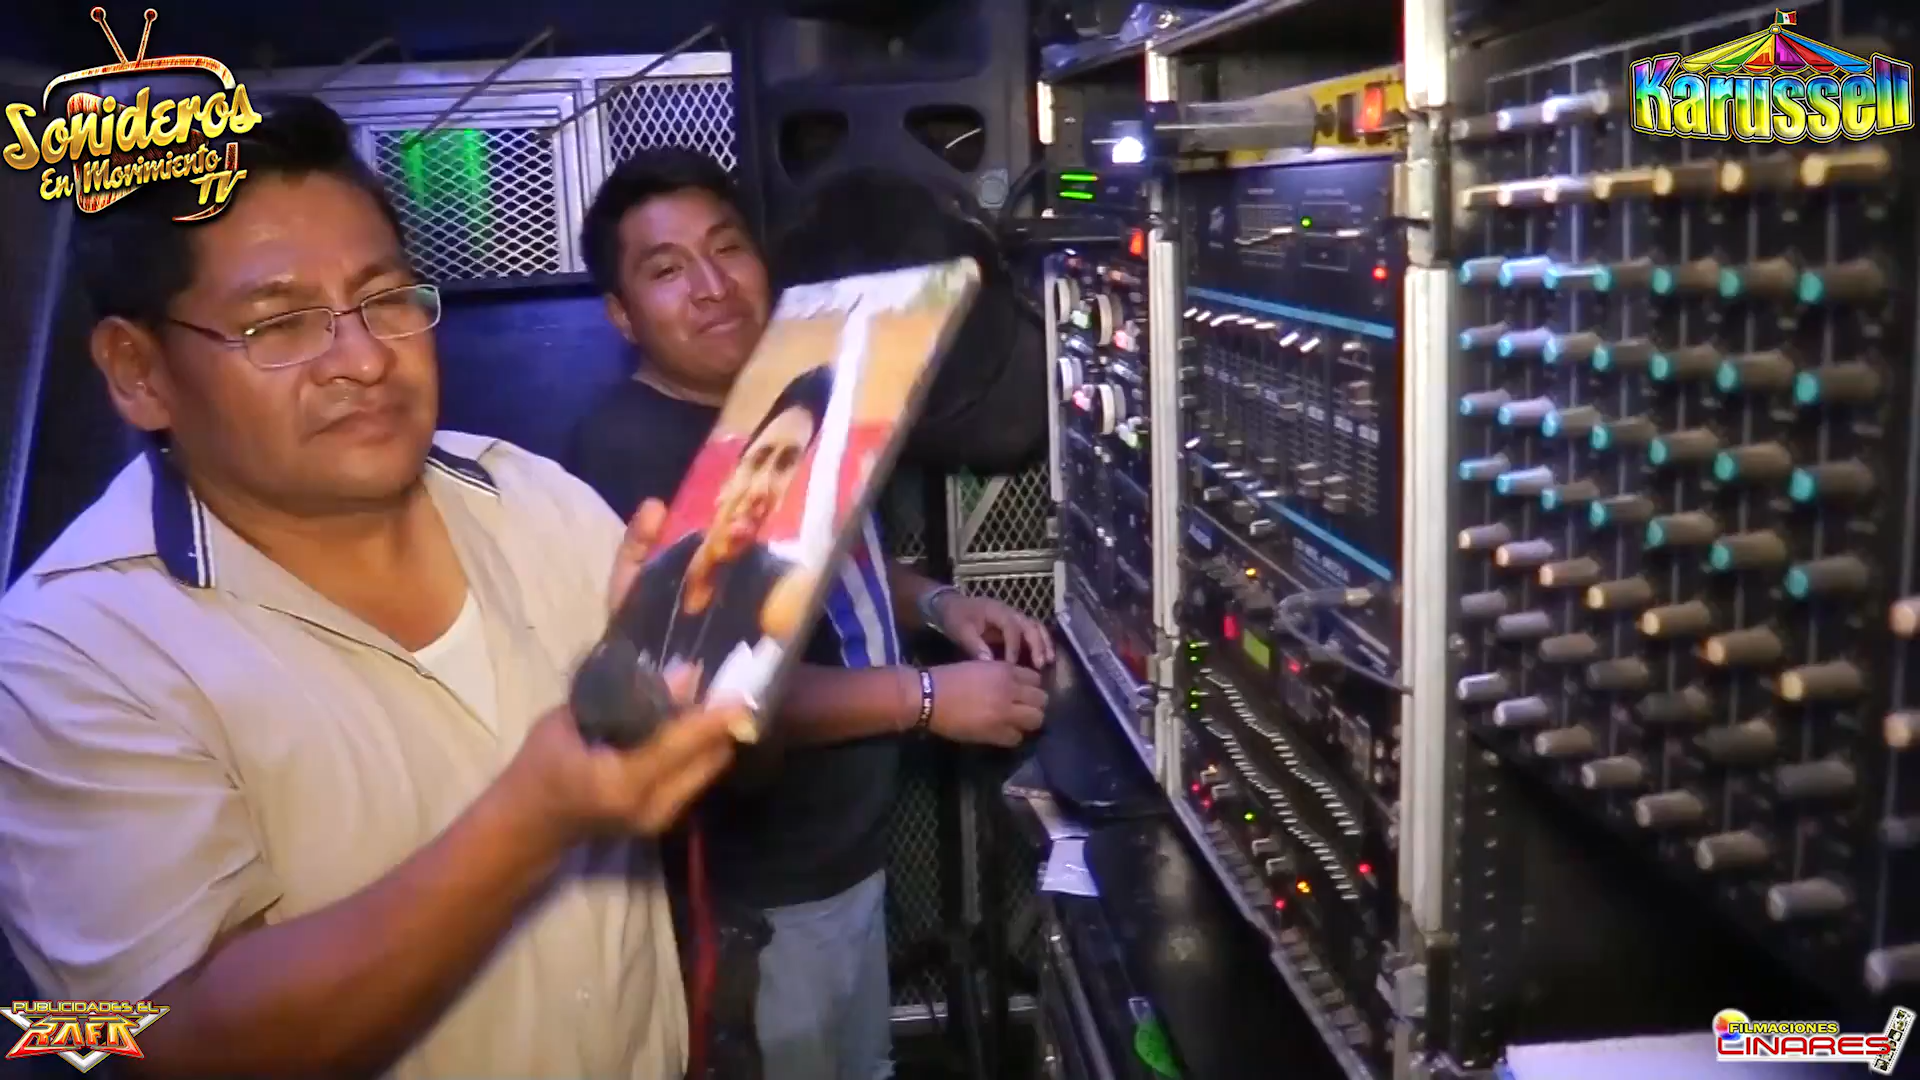 Sonideros
En Movimiento
TV
Karussell
PUBLICIDADES EL
RAFA
FILMACIONES
LINARES